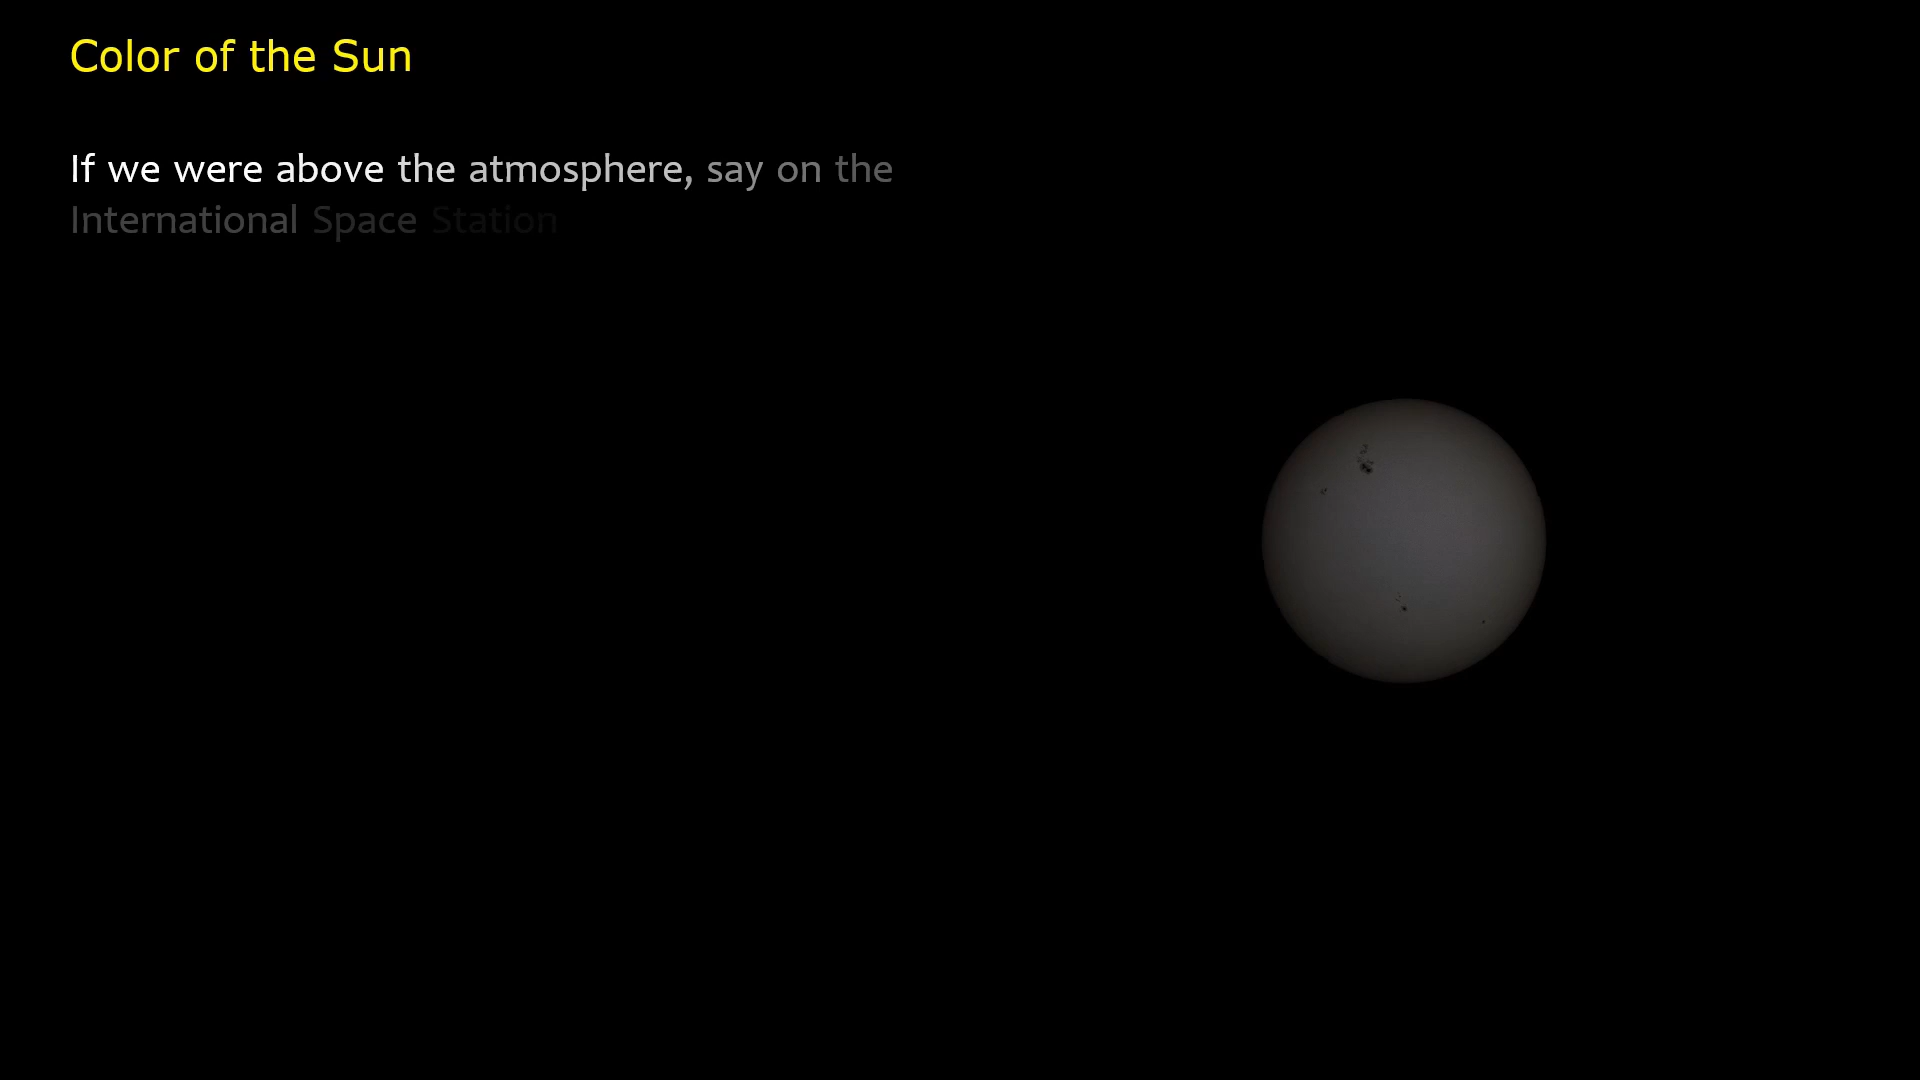 Color of the Sun
If we were above the atmosphere, say on the
International Space Station